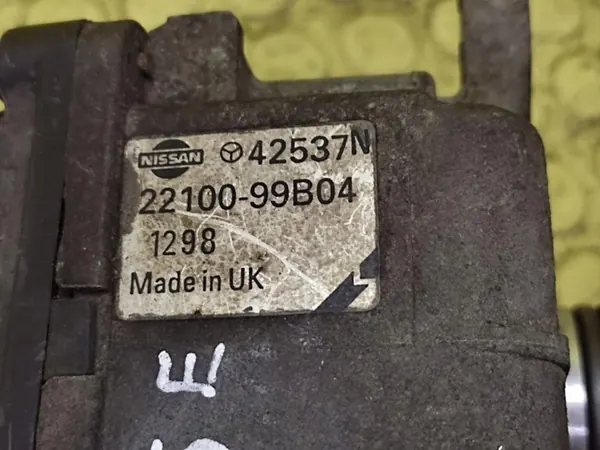 NISSAN 42537N
22100-99B04
1298
Made in UK
E